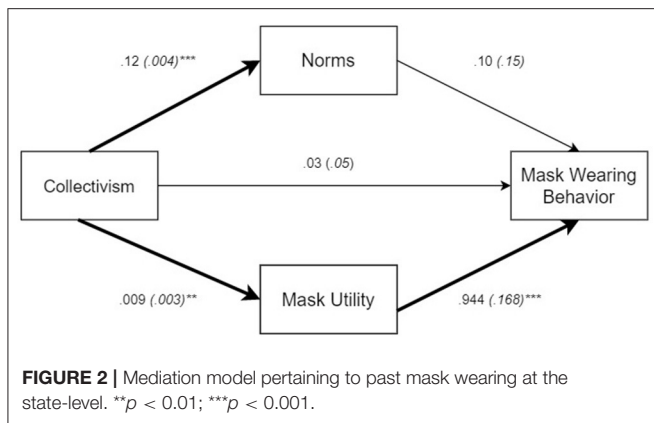 .12 (.004)***
Norms
.10 (.15)
.03 (.05)
Collectivism
Mask Wearing
Behavior
Mask Utility
.009 (.003)**
.944 (.168)***
FIGURE 2 | Mediation model pertaining to past mask wearing at the
state-level. **p < 0.01; ***p < 0.001.